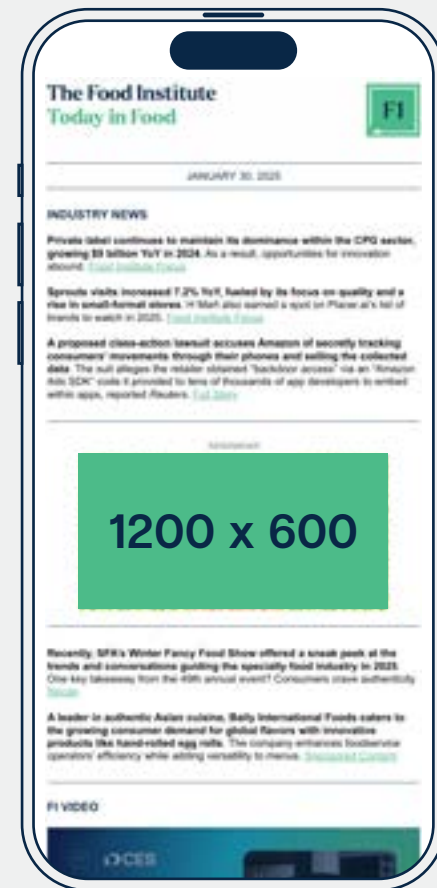 The Food Institute
Today in Food
FI
JANUARY 30, 2025
INDUSTRY NEWS
Private label continues to maintain its dominance within the CPG sector,
growing $9 billion YoY in 2024. As a result, opportunities for innovation
abound. Food Institute Focus
Sprouts visits increased 7.2% YoY, fueled by its focus on quality and a
rise in small-format stores. H Mart also earned a spot on Placer.ai's list of
brands to watch in 2025. Food Institute Focus
A proposed class-action lawsuit accuses Amazon of secretly tracking
consumers' movements through their phones and selling the collected
data. The suit alleges the retailer obtained "backdoor access" via an "Amazon
Ads SDK" code it provided to tens of thousands of app developers to embed
within apps, reported Reuters. Full Story
1200 x 600
Recently, SFA's Winter Fancy Food Show offered a sneak peek at the
trends and conversations guiding the specialty food industry in 2025.
One key takeaway from the 49th annual event? Consumers crave authenticity.
A leader in authentic Asian cuisine, Bally International Foods caters to
the growing consumer demand for global flavors with innovative
products like hand-rolled egg rolls. The company enhances foodservice
operators' efficiency while adding versatility to menus. Sponsored Content
FI VIDEO
CES